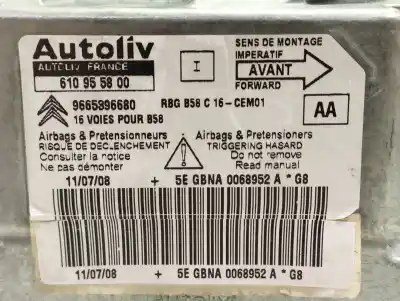 Autoliv
AUTOLIV FRANCE
610 95 58 00
I
SENS DE MONTAGE
IMPERATIF
AVANT
FORWARD
9665896680
RBG B58 C 16-CEM01
16 VOIES POUR B58
AA
Airbags & Pretensionneurs
RISQUE DE DECLENCHEMENT
Consulter la notice
Ne pas démonter
Airbags & Pretensioners
TRIGGERING HASARD
Do not remove
Read manual
11/07/08 + 5E GBNA 0068952 A * G8
11/07/08 + 5E GBNA 0068952 A * G8